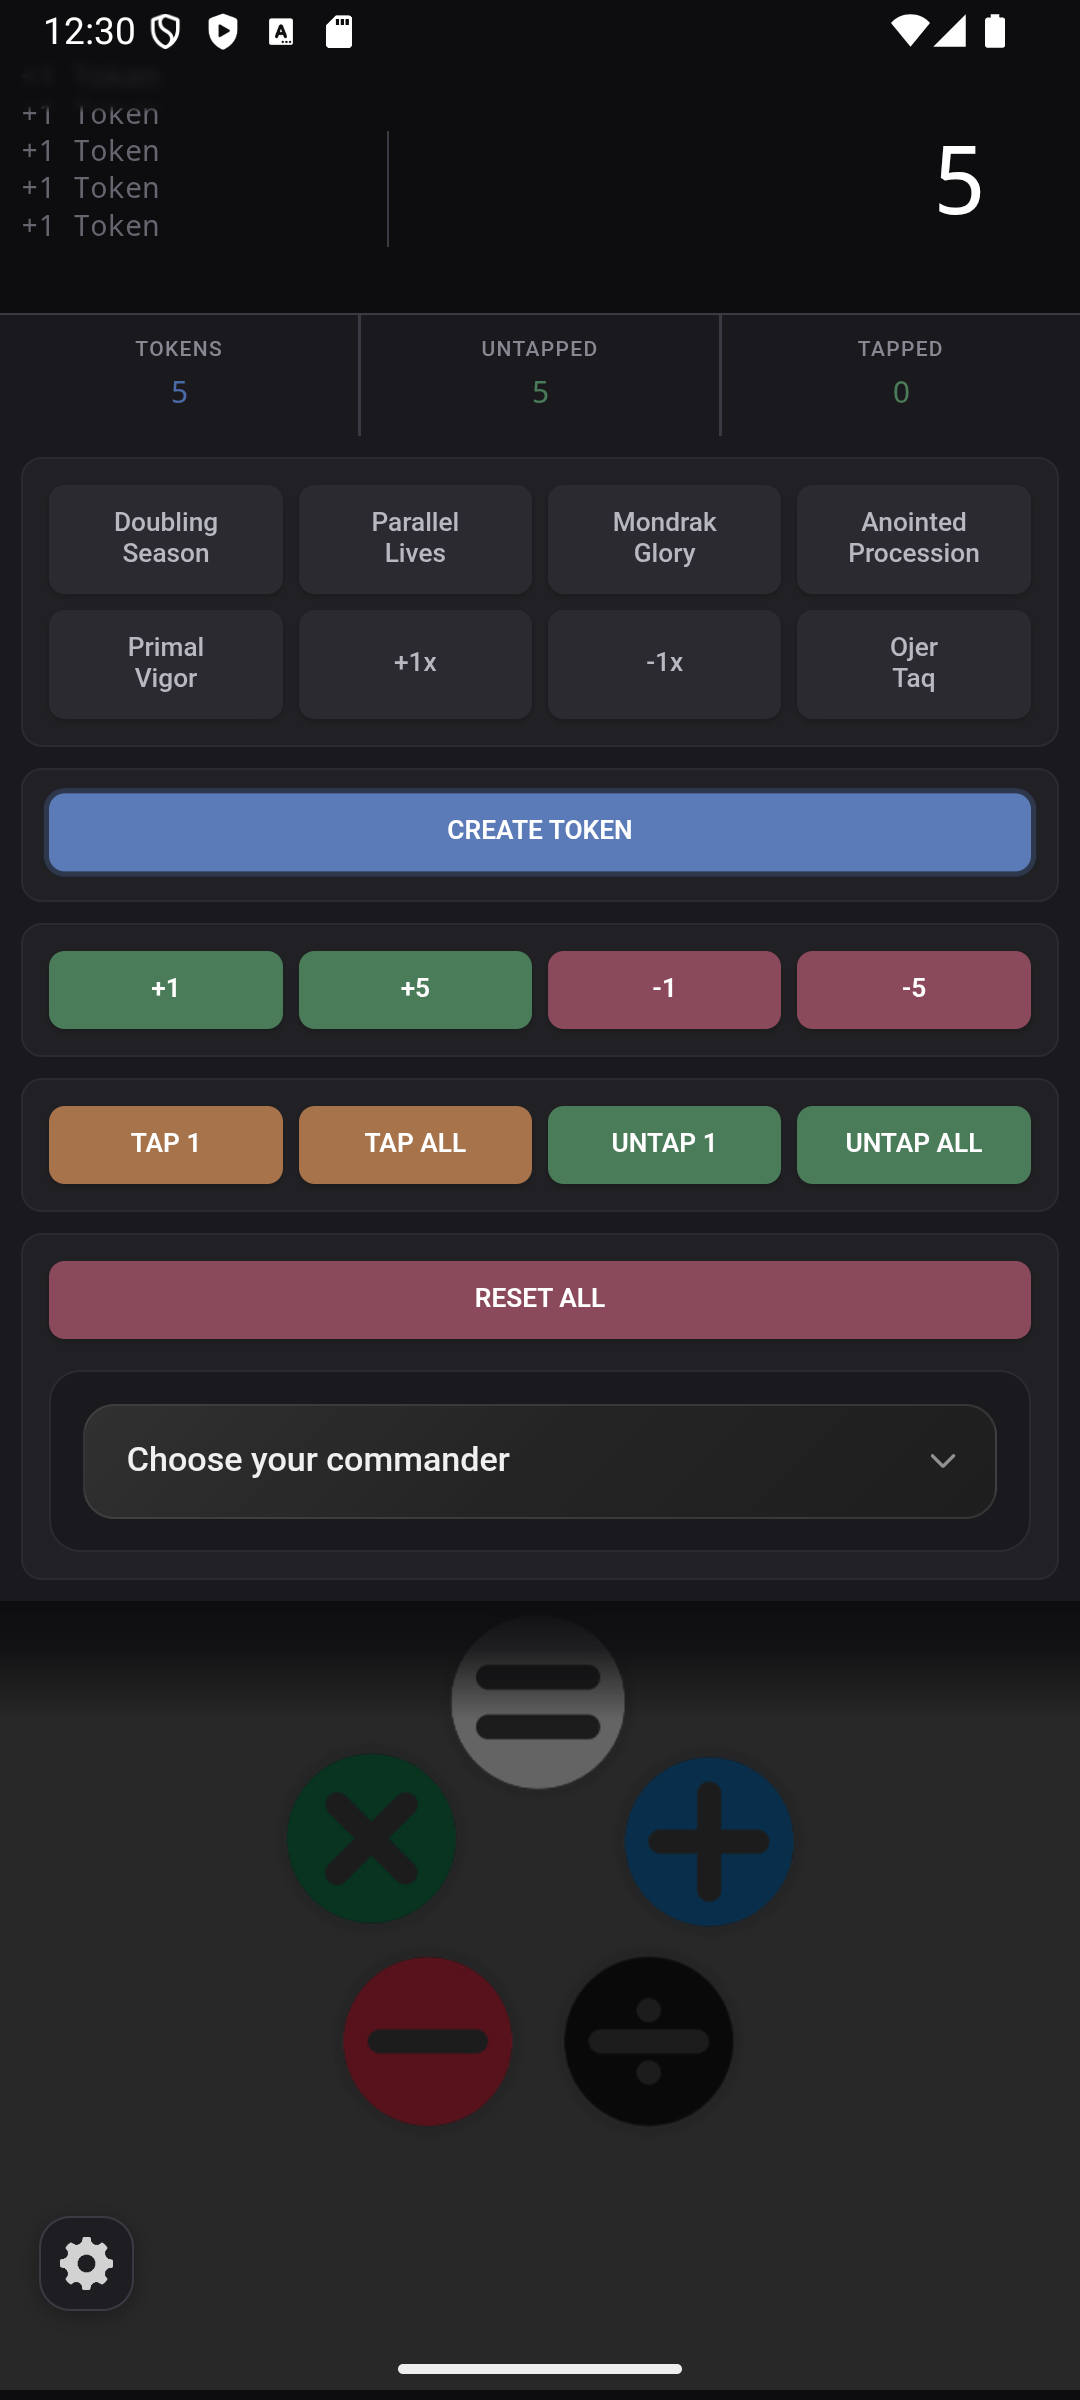 12:30
+1 Token
+1 Token
+1 Token
+1 Token
+1 Token
5
TOKENS
UNTAPPED
TAPPED
5
5
0
Doubling
Season
Parallel
Lives
Mondrak
Glory
Anointed
Procession
Primal
Vigor
+1x
-1x
Ojer
Taq
CREATE TOKEN
+1
+5
-1
-5
TAP 1
TAP ALL
UNTAP 1
UNTAP ALL
RESET ALL
Choose your commander